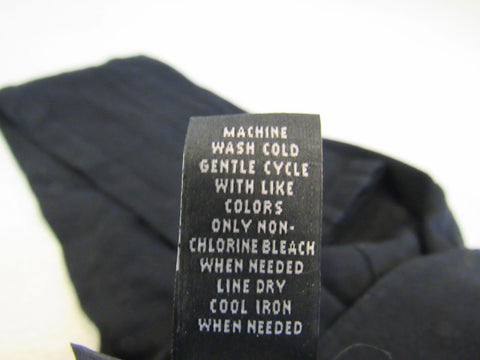 MACHINE
WASH COLD
GENTLE CYCLE
WITH LIKE
COLORS
ONLY NON-
CHLORINE BLEACH
WHEN NEEDED
LINE DRY
COOL IRON
WHEN NEEDED